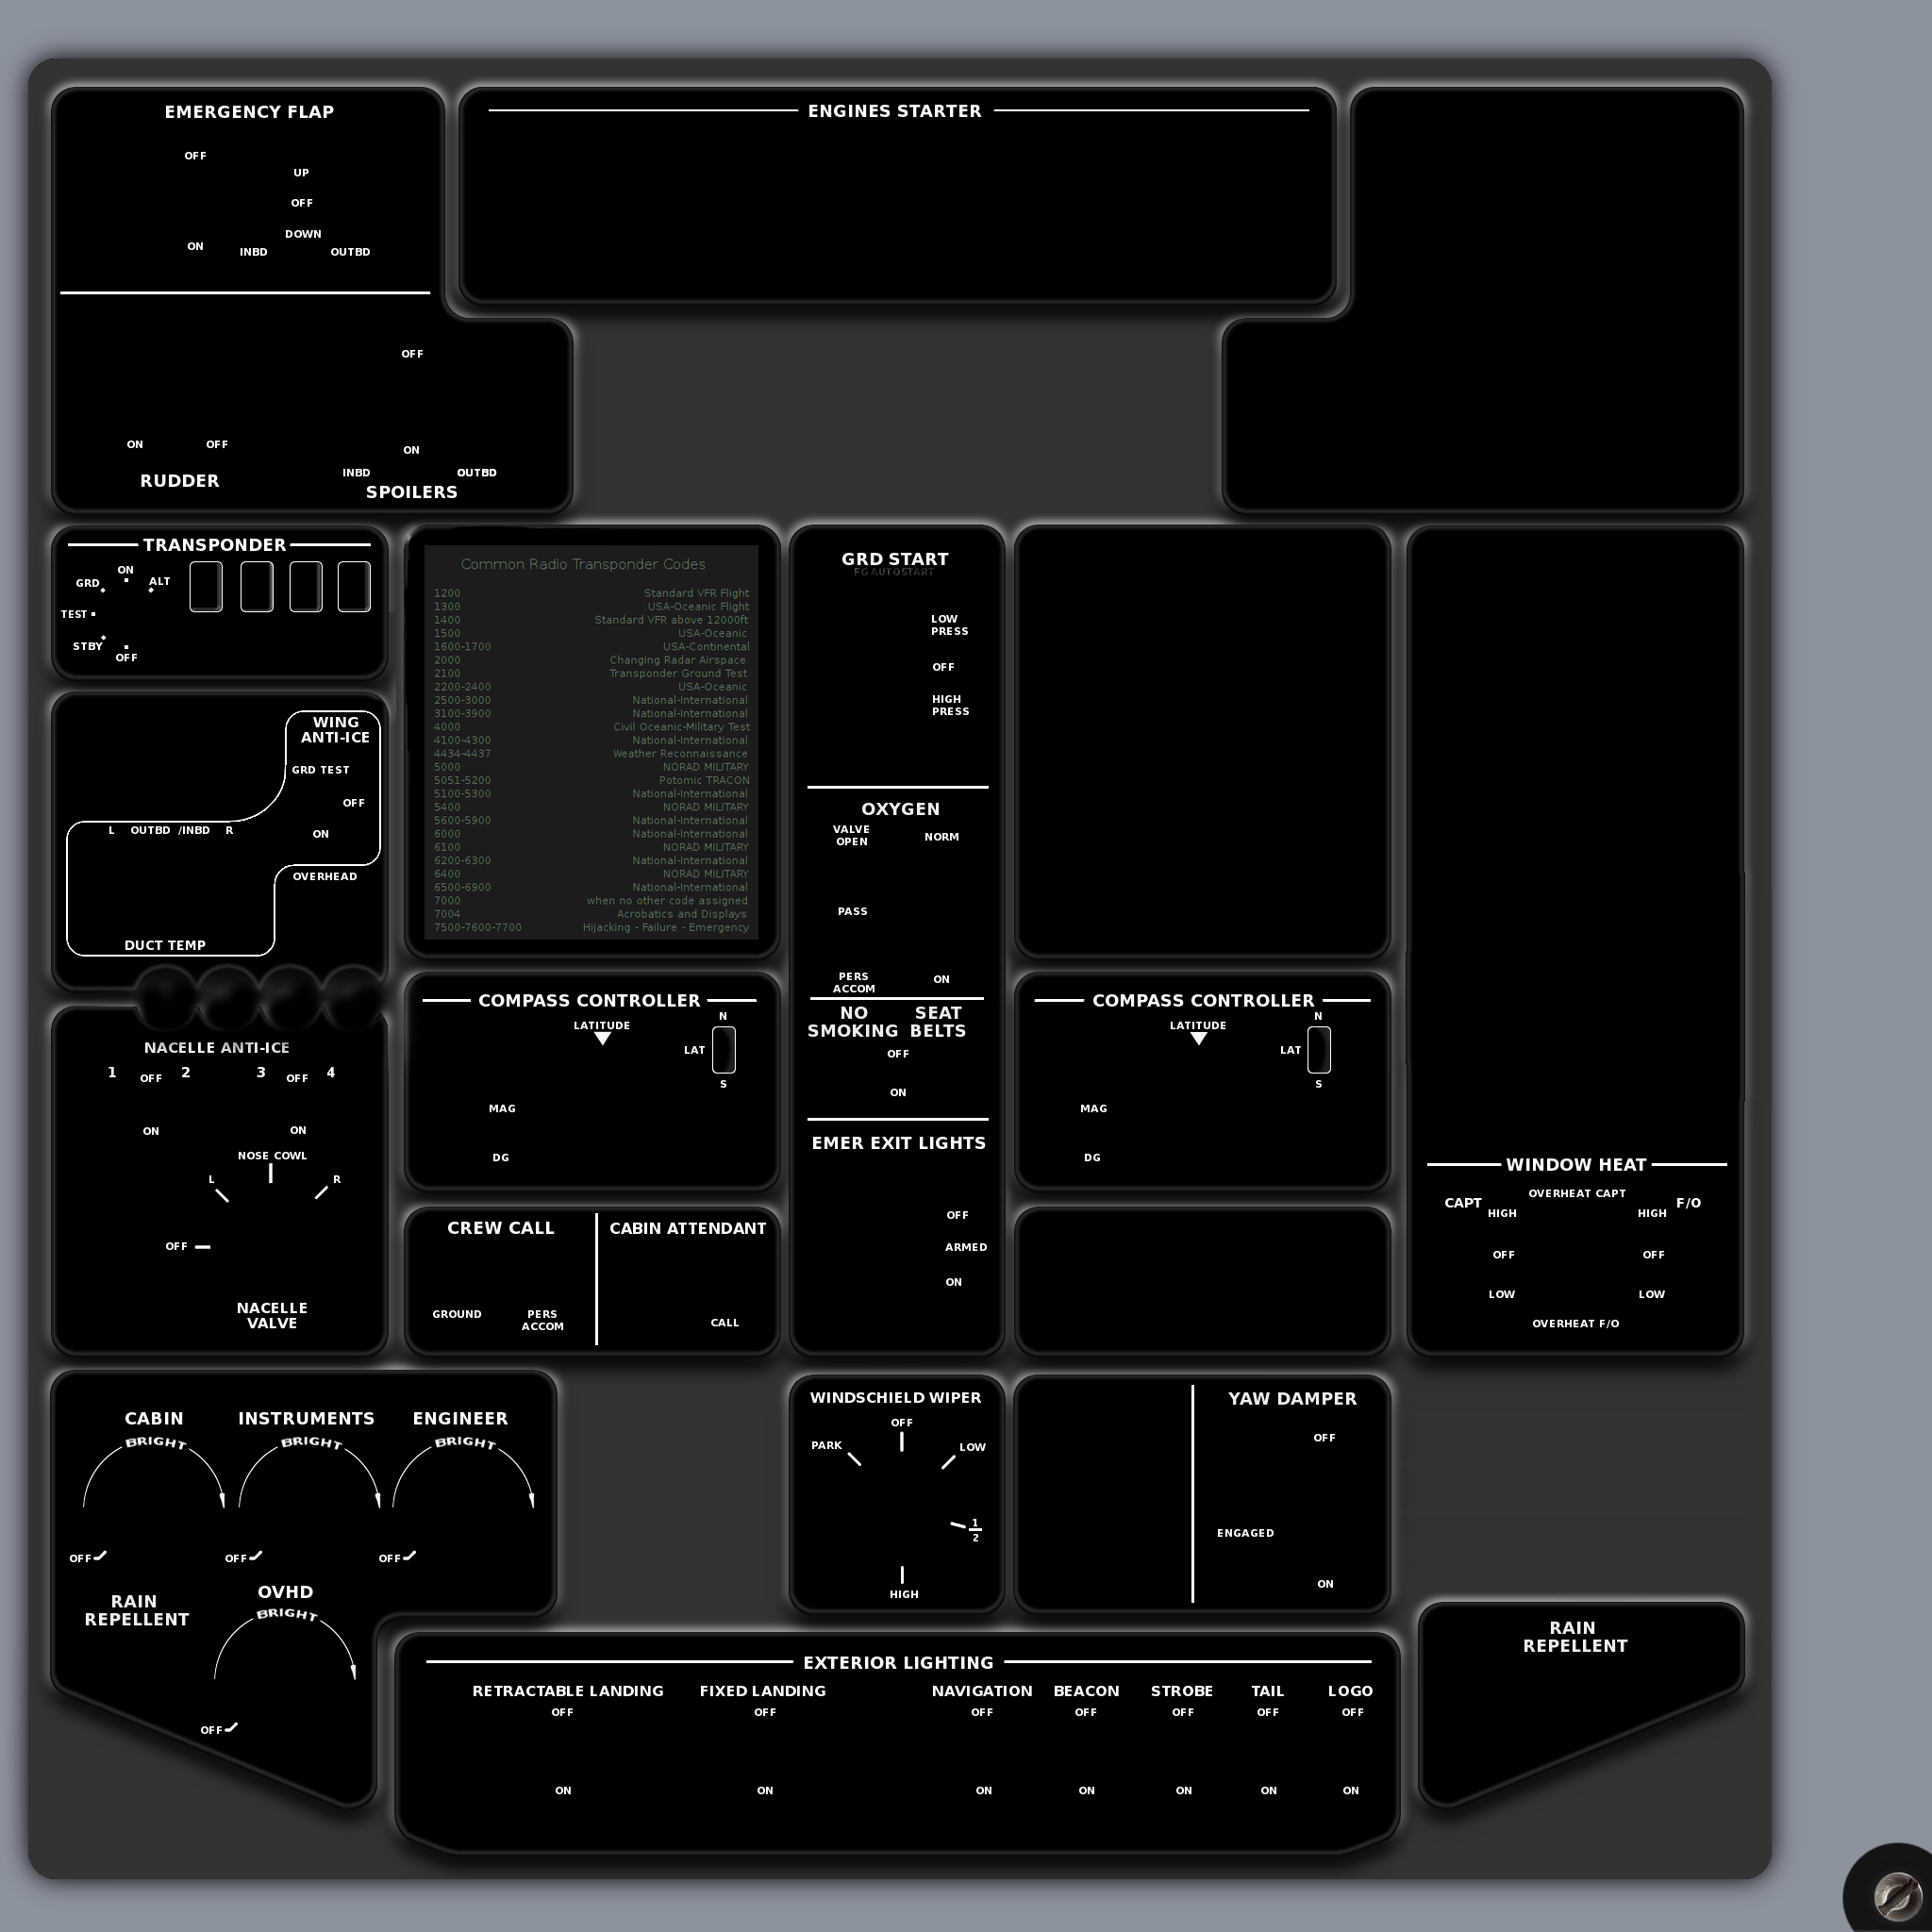 EMERGENCY FLAP
OFF
UP
OFF
DOWN
ON
INBD
OUTBD
OFF
ON
OFF
ON
RUDDER
INBD
OUTBD
SPOILERS
ENGINES STARTER
TRANSPONDER
ON
GRD
ALT
TEST
STBY
OFF
WING
ANTI-ICE
GRD TEST
OFF
L OUTBD /INBD R
ON
OVERHEAD
DUCT TEMP
NACELLE ANTI-ICE
1 OFF 2 3 OFF 4
ON
ON
NOSE COWL
L
R
OFF
NACELLE
VALVE
Common Radio Transponder Codes
1200 Standard VFR Flight
1300 USA-Oceanic Flight
1400 Standard VFR above 12000ft
1500 USA-Oceanic
1600-1700 USA-Continental
2000 Changing Radar Airspace
2100 Transponder Ground Test
2200-2400 USA-Oceanic
2500-3000 National-International
3100-3900 National-International
4000 Civil Oceanic-Military Test
4100-4300 National-International
4434-4437 Weather Reconnaissance
5000 NORAD MILITARY
5051-5200 Potomic TRACON
5100-5300 National-International
5400 NORAD MILITARY
5600-5900 National-International
6000 National-International
6100 NORAD MILITARY
6200-6300 National-International
6400 NORAD MILITARY
6500-6900 National-International
7000 when no other code assigned
7004 Acrobatics and Displays
7500-7600-7700 Hijacking - Failure - Emergency
COMPASS CONTROLLER
LATITUDE
N
LAT
S
MAG
DG
CREW CALL
GROUND
PERS
ACCOM
CABIN ATTENDANT
CALL
GRD START
FG AUTOSTART
LOW
PRESS
OFF
HIGH
PRESS
OXYGEN
VALVE
OPEN
NORM
PASS
PERS
ACCOM
ON
NO
SMOKING
SEAT
BELTS
OFF
ON
EMER EXIT LIGHTS
OFF
ARMED
ON
COMPASS CONTROLLER
LATITUDE
N
LAT
S
MAG
DG
WINDOW HEAT
OVERHEAT CAPT
CAPT
HIGH
HIGH
F/O
OFF
OFF
LOW
LOW
OVERHEAT F/O
CABIN
BRIGHT
OFF
INSTRUMENTS
BRIGHT
OFF
ENGINEER
BRIGHT
OFF
RAIN
REPELLENT
OVHD
BRIGHT
OFF
WINDSCHIELD WIPER
OFF
PARK
LOW
1
2
HIGH
YAW DAMPER
OFF
ENGAGED
ON
EXTERIOR LIGHTING
RETRACTABLE LANDING FIXED LANDING NAVIGATION BEACON STROBE TAIL LOGO
OFF OFF OFF OFF OFF OFF OFF
ON ON ON ON ON ON ON
RAIN
REPELLENT